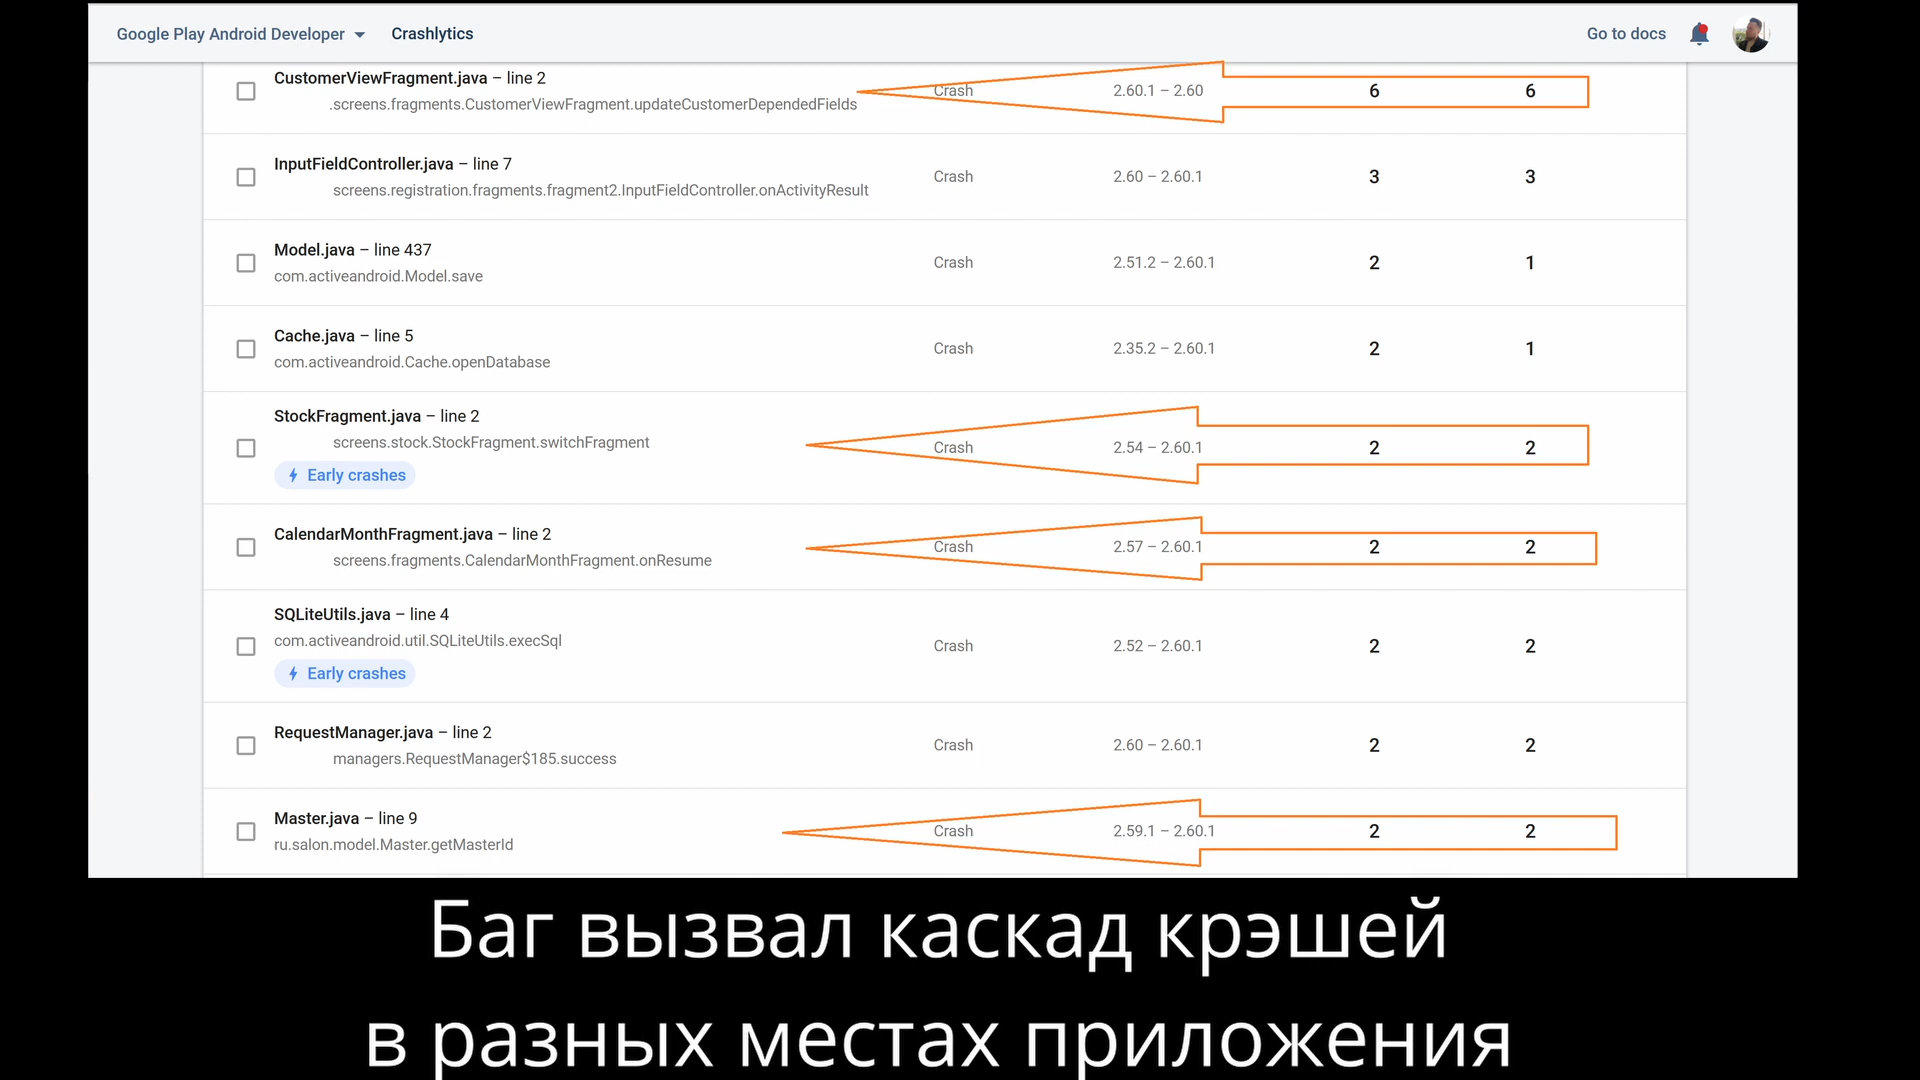 Google Play Android Developer Crashlytics Go to docs
CustomerViewFragment.java – line 2
.screens.fragments.CustomerViewFragment.updateCustomerDependedFields
Crash 2.60.1 – 2.60 6 6
InputFieldController.java – line 7
screens.registration.fragments.fragment2.InputFieldController.onActivityResult
Crash 2.60 – 2.60.1 3 3
Model.java – line 437
com.activeandroid.Model.save
Crash 2.51.2 – 2.60.1 2 1
Cache.java – line 5
com.activeandroid.Cache.openDatabase
Crash 2.35.2 – 2.60.1 2 1
StockFragment.java – line 2
screens.stock.StockFragment.switchFragment
Early crashes
Crash 2.54 – 2.60.1 2 2
CalendarMonthFragment.java – line 2
screens.fragments.CalendarMonthFragment.onResume
Crash 2.57 – 2.60.1 2 2
SQLiteUtils.java – line 4
com.activeandroid.util.SQLiteUtils.execSql
Early crashes
Crash 2.52 – 2.60.1 2 2
RequestManager.java – line 2
managers.RequestManager$185.success
Crash 2.60 – 2.60.1 2 2
Master.java – line 9
ru.salon.model.Master.getMasterId
Crash 2.59.1 – 2.60.1 2 2
Баг вызвал каскад крэшей
в разных местах приложения